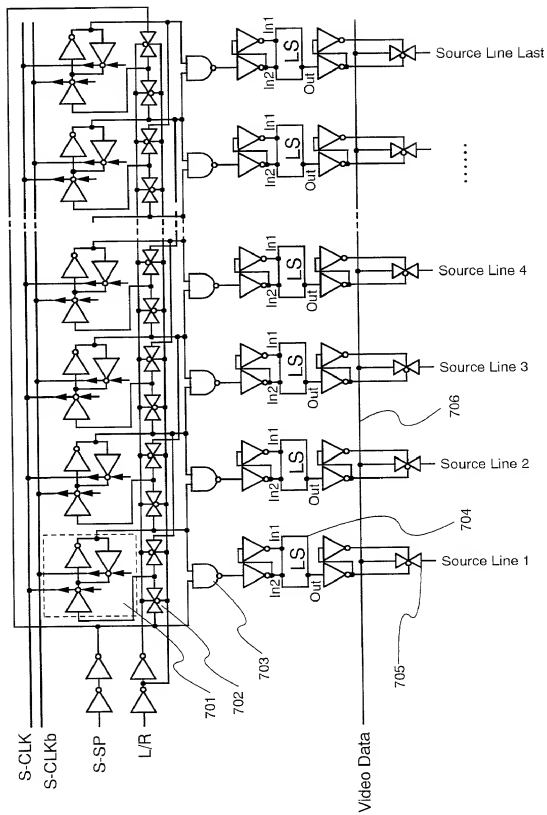 S-CLK
S-CLKb
S-SP
L/R
701
702
703
In1
In2
LS
Out
704
705
Source Line 1
In1
In2
LS
Out
Source Line 2
In1
In2
LS
Out
706
Source Line 3
In1
In2
LS
Out
Source Line 4
In1
In2
LS
Out
......
In1
In2
LS
Out
Source Line Last
Video Data